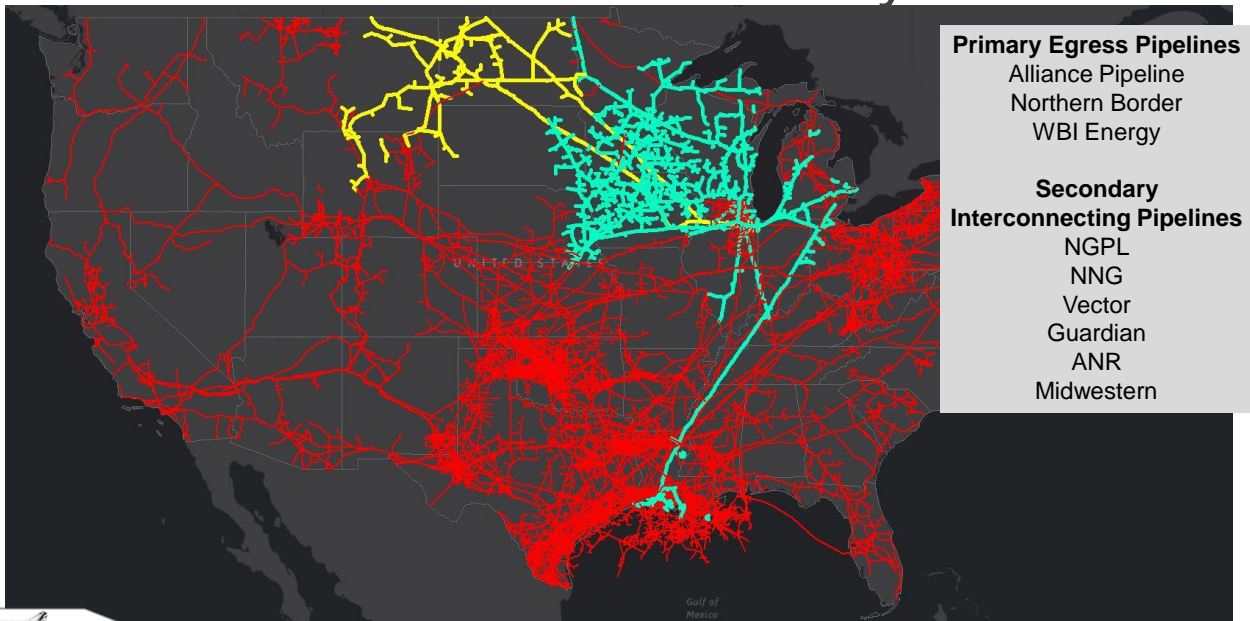 Primary Egress Pipelines
Alliance Pipeline
Northern Border
WBI Energy
Secondary
Interconnecting Pipelines
NGPL
NNG
Vector
Guardian
ANR
Midwestern
UNITED STATES
Gulf of
Mexico